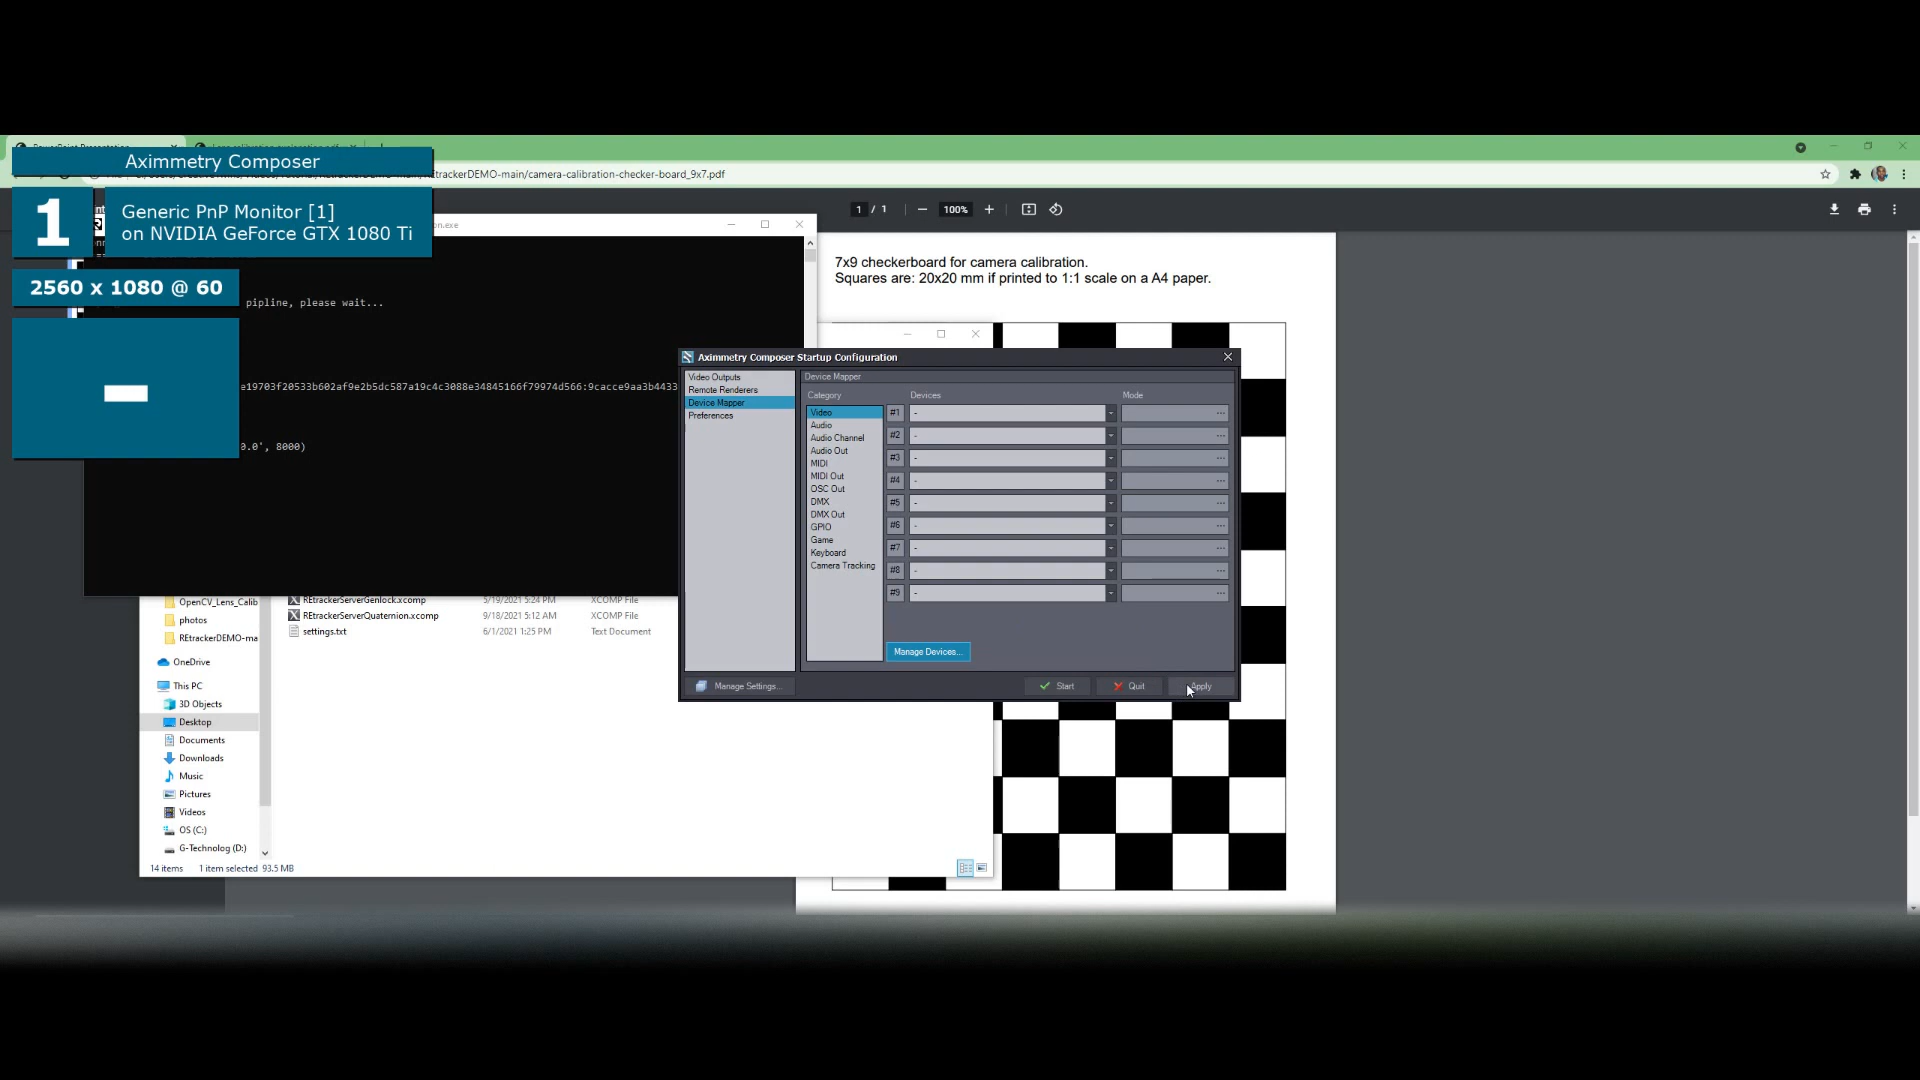 Aximmetry Composer
1
Generic PnP Monitor [1]
on NVIDIA GeForce GTX 1080 Ti
2560 x 1080 @ 60
-
etrackerDEMO-main/camera-calibration-checker-board_9x7.pdf
1 / 1
100%
on.exe
pipline, please wait...
e19703f20533b602af9e2b5dc587a19c4c3088e34845166f79974d566:9cacce9aa3b4433
0.0', 8000)
7x9 checkerboard for camera calibration.
Squares are: 20x20 mm if printed to 1:1 scale on a A4 paper.
Aximmetry Composer Startup Configuration
Video Outputs
Remote Renderers
Device Mapper
Preferences
Device Mapper
Category Devices Mode
Video
Audio
Audio Channel
Audio Out
MIDI
MIDI Out
OSC Out
DMX
DMX Out
GPIO
Game
Keyboard
Camera Tracking
#1 - ...
#2 - ...
#3 - ...
#4 - ...
#5 - ...
#6 - ...
#7 - ...
#8 - ...
#9 - ...
Manage Devices...
Manage Settings...
Start
Quit
Apply
OpenCV_Lens_Calib
photos
REtrackerDEMO-ma
OneDrive
This PC
3D Objects
Desktop
Documents
Downloads
Music
Pictures
Videos
OS (C:)
G-Technolog (D:)
REtrackerServerGenlock.xcomp 5/19/2021 5:24 PM XCOMP File
REtrackerServerQuaternion.xcomp 9/18/2021 5:12 AM XCOMP File
settings.txt 6/1/2021 1:25 PM Text Document
14 items 1 item selected 93.5 MB